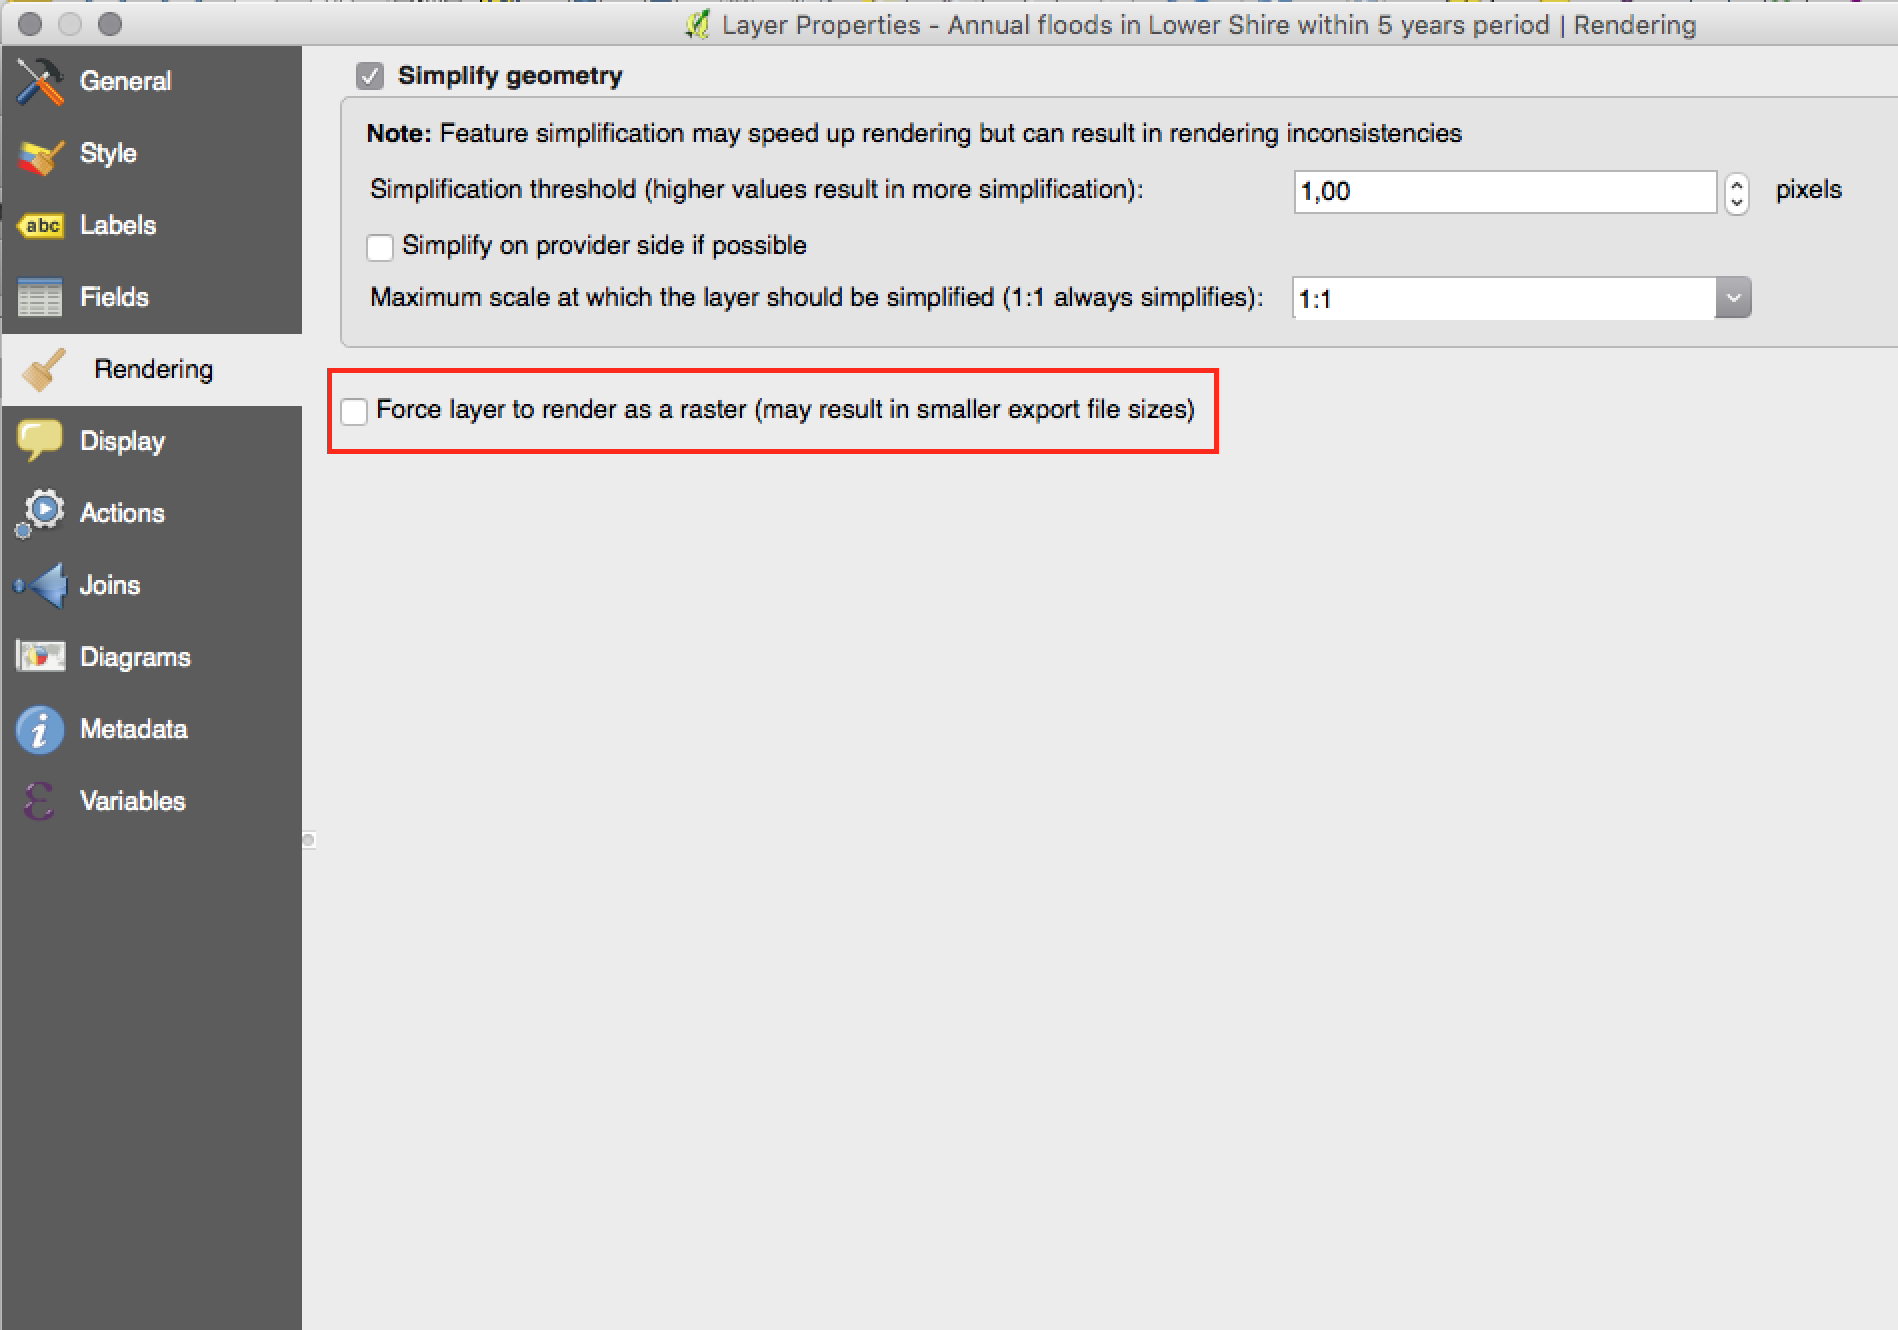 Layer Properties - Annual floods in Lower Shire within 5 years period | Rendering
General
Style
abc
Labels
Fields
Rendering
Display
Actions
Joins
Diagrams
i
Metadata
ε
Variables
Simplify geometry
Note: Feature simplification may speed up rendering but can result in rendering inconsistencies
Simplification threshold (higher values result in more simplification): 1,00 pixels
Simplify on provider side if possible
Maximum scale at which the layer should be simplified (1:1 always simplifies): 1:1
Force layer to render as a raster (may result in smaller export file sizes)